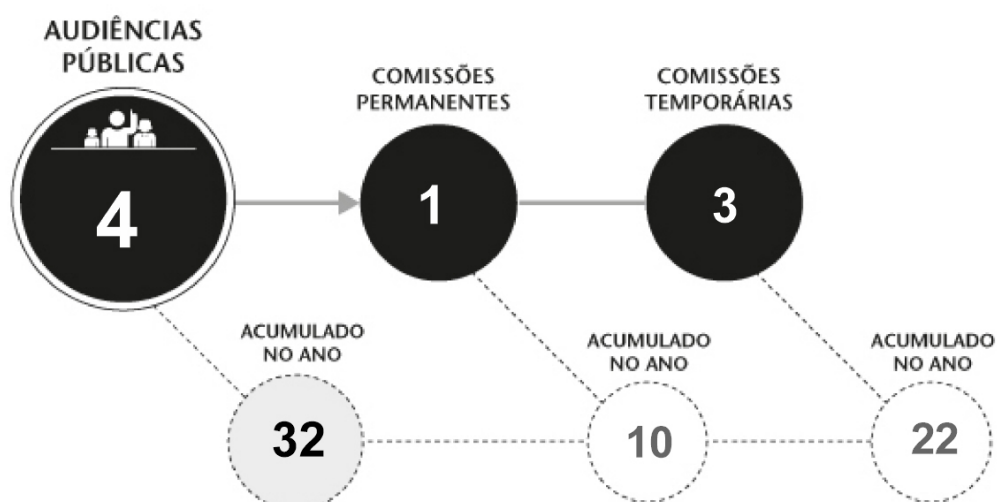 AUDIÊNCIAS
PÚBLICAS
4
COMISSÕES
PERMANENTES
1
COMISSÕES
TEMPORÁRIAS
3
ACUMULADO
NO ANO
32
ACUMULADO
NO ANO
10
ACUMULADO
NO ANO
22